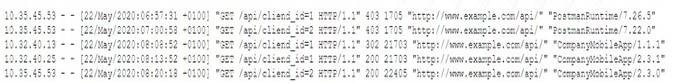 10.35.45.53 - - [22/May/2020:06:57:31 +0100] "GET /api/cliend_id=1 HTTP/1.1" 403 1705 "http://www.example.com/api/" "PostmanRuntime/7.26.5"
10.35.45.53 - - [22/May/2020:07:00:58 +0100] "GET /api/cliend_id=2 HTTP/1.1" 403 1705 "http://www.example.com/api/" "PostmanRuntime/7.22.0"
10.32.40.13 - - [22/May/2020:08:08:52 +0100] "GET /api/cliend_id=1 HTTP/1.1" 302 21703 "http://www.example.com/api/" "CompanyMobileApp/1.1.1"
10.32.40.25 - - [22/May/2020:08:13:52 +0100] "GET /api/cliend_id=1 HTTP/1.1" 200 21703 "http://www.example.com/api/" "CompanyMobileApp/2.3.1"
10.35.45.53 - - [22/May/2020:08:20:18 +0100] "GET /api/cliend_id=2 HTTP/1.1" 200 22405 "http://www.example.com/api/" "CompanyMobileApp/2.3.0"